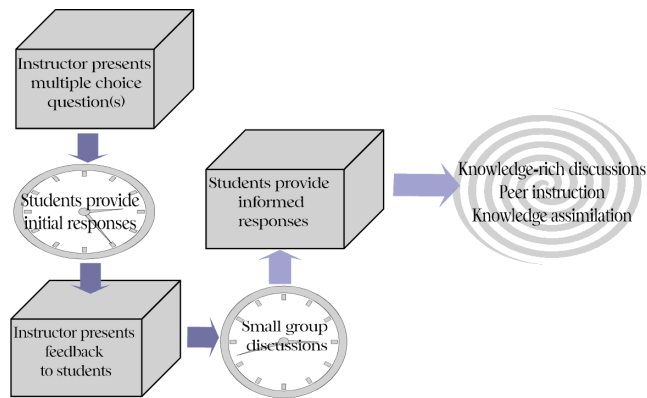 Instructor presents
multiple choice
question(s)
Students provide
initial responses
Instructor presents
feedback
to students
Small group
discussions
Students provide
informed
responses
Knowledge-rich discussions
Peer instruction
Knowledge assimilation